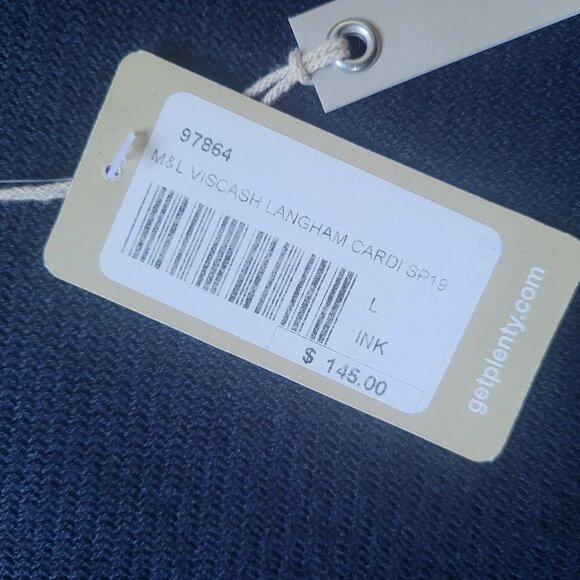 97864
M&L VISCASH LANGHAM CARDI SP19
L
INK
$ 145.00
getplenty.com